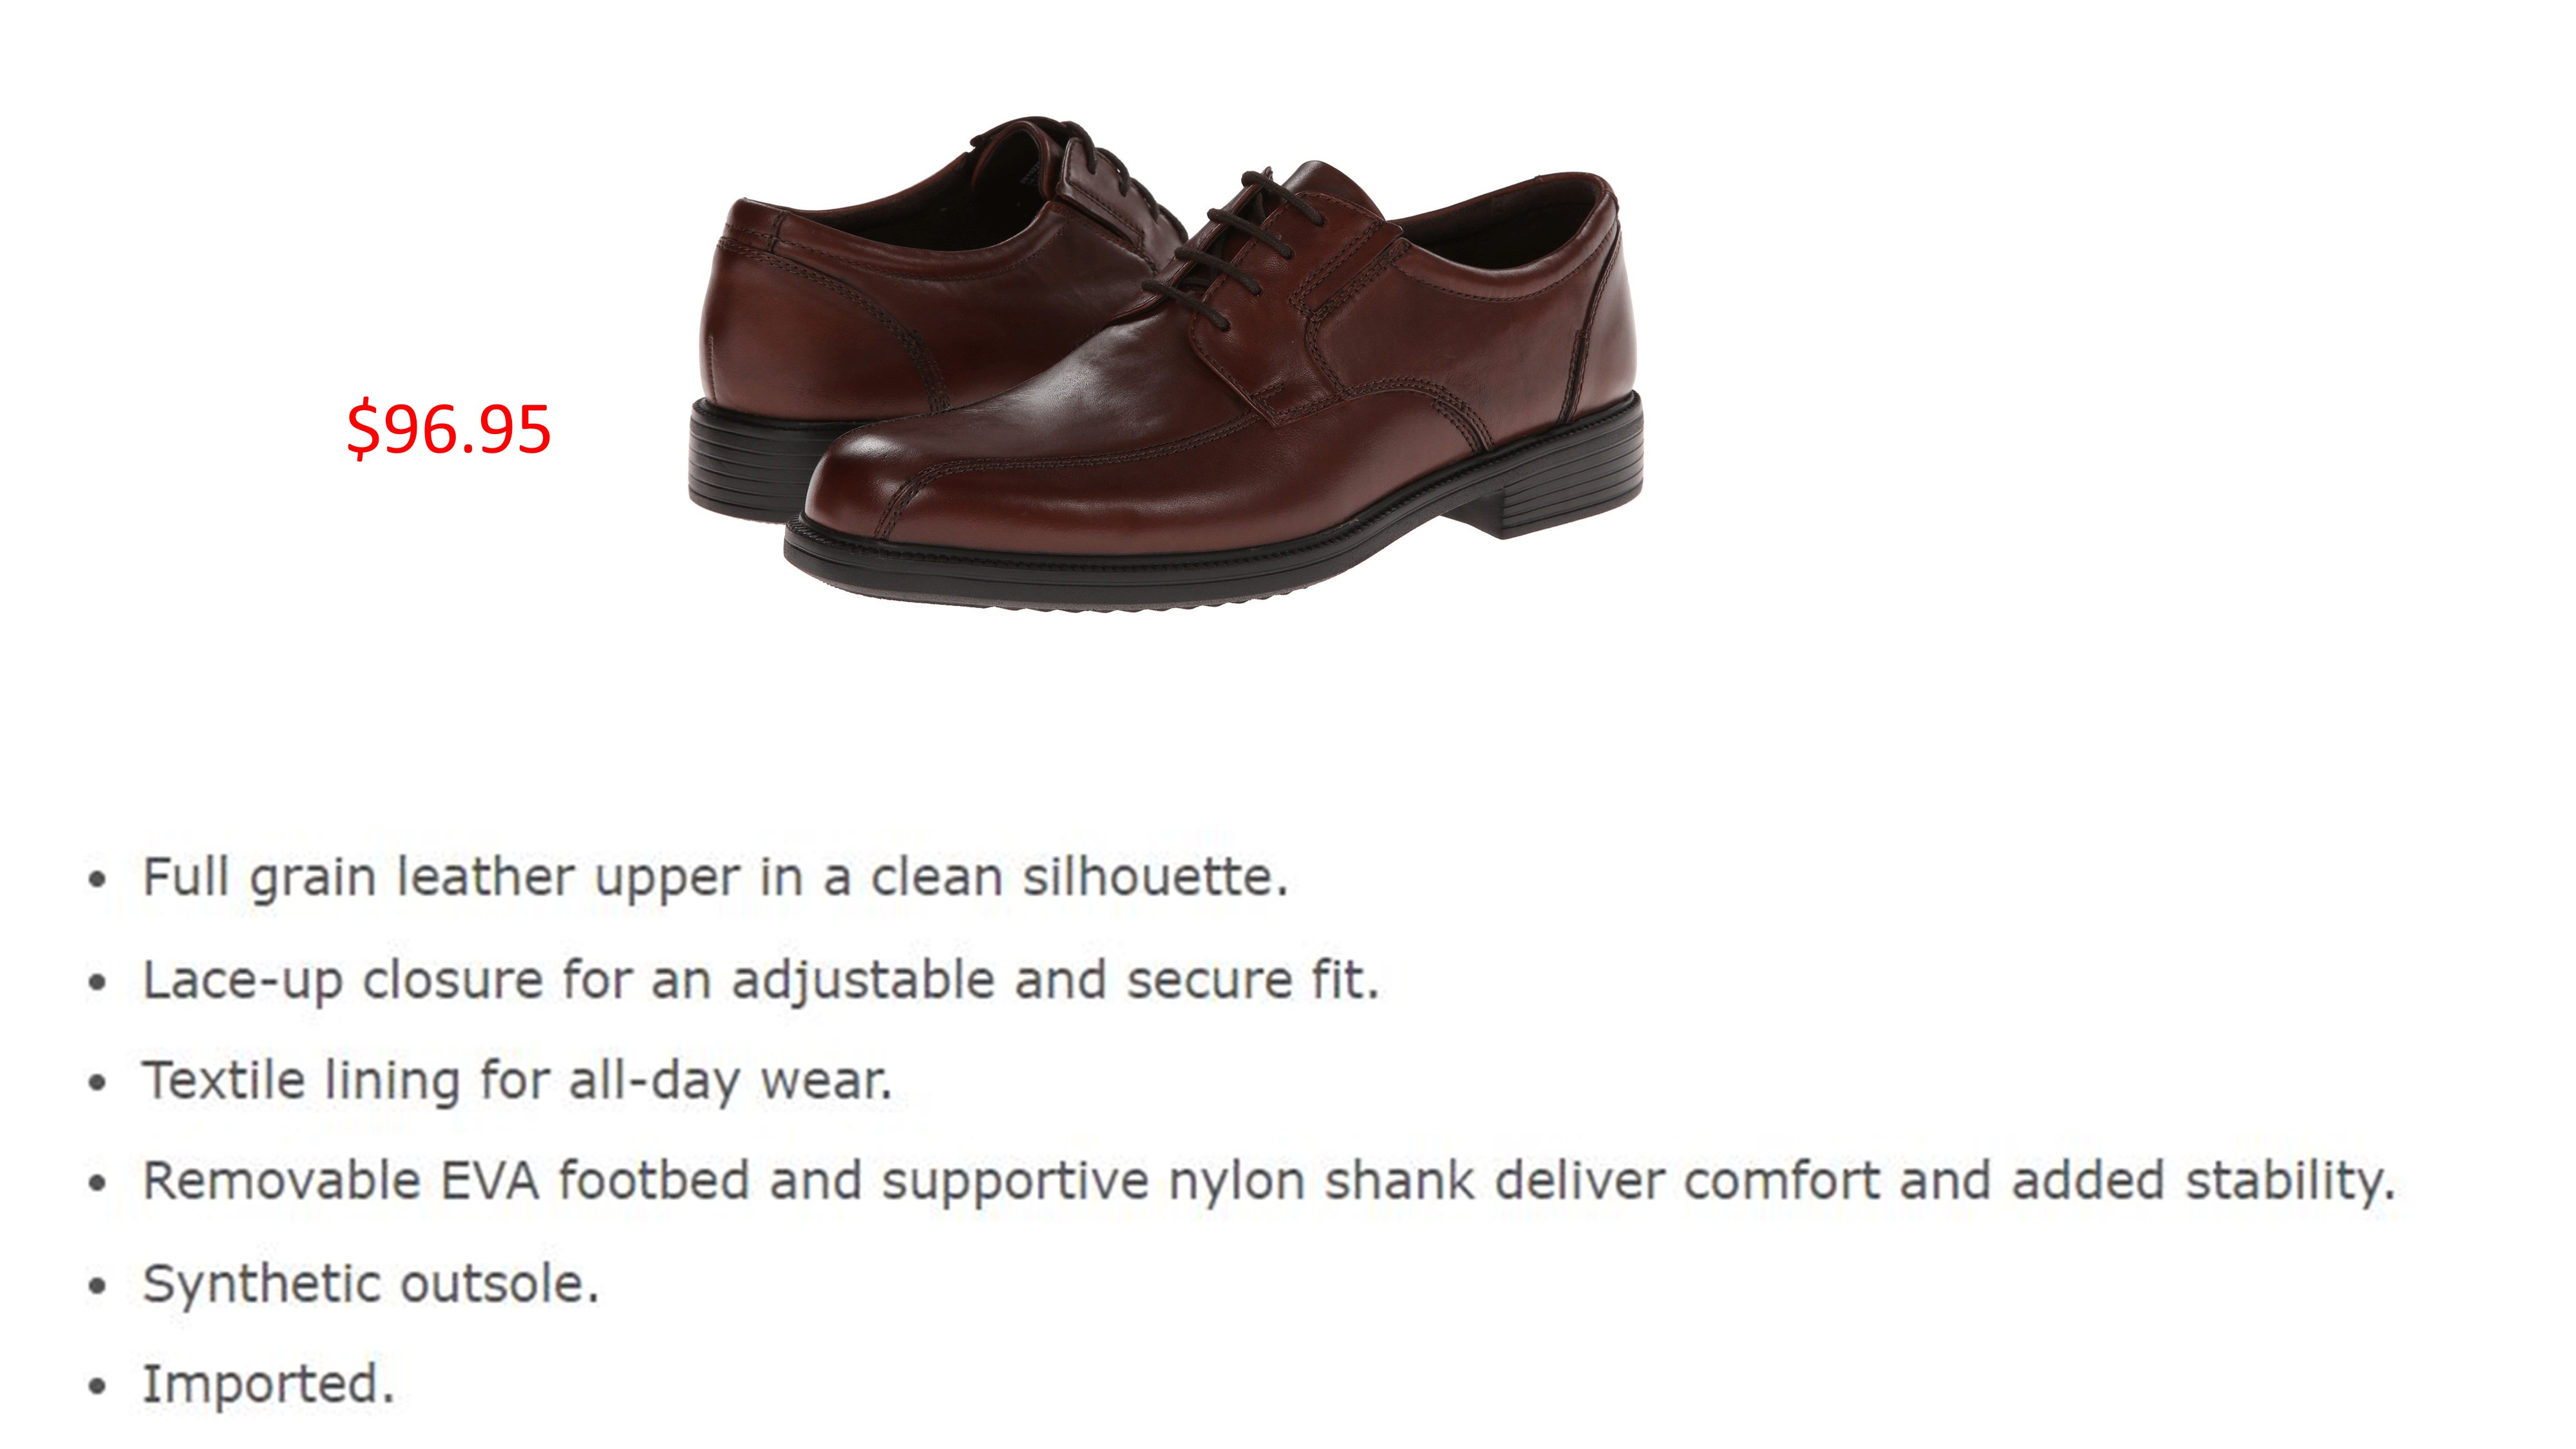 $96.95
• Full grain leather upper in a clean silhouette.
• Lace-up closure for an adjustable and secure fit.
• Textile lining for all-day wear.
• Removable EVA footbed and supportive nylon shank deliver comfort and added stability.
• Synthetic outsole.
• Imported.